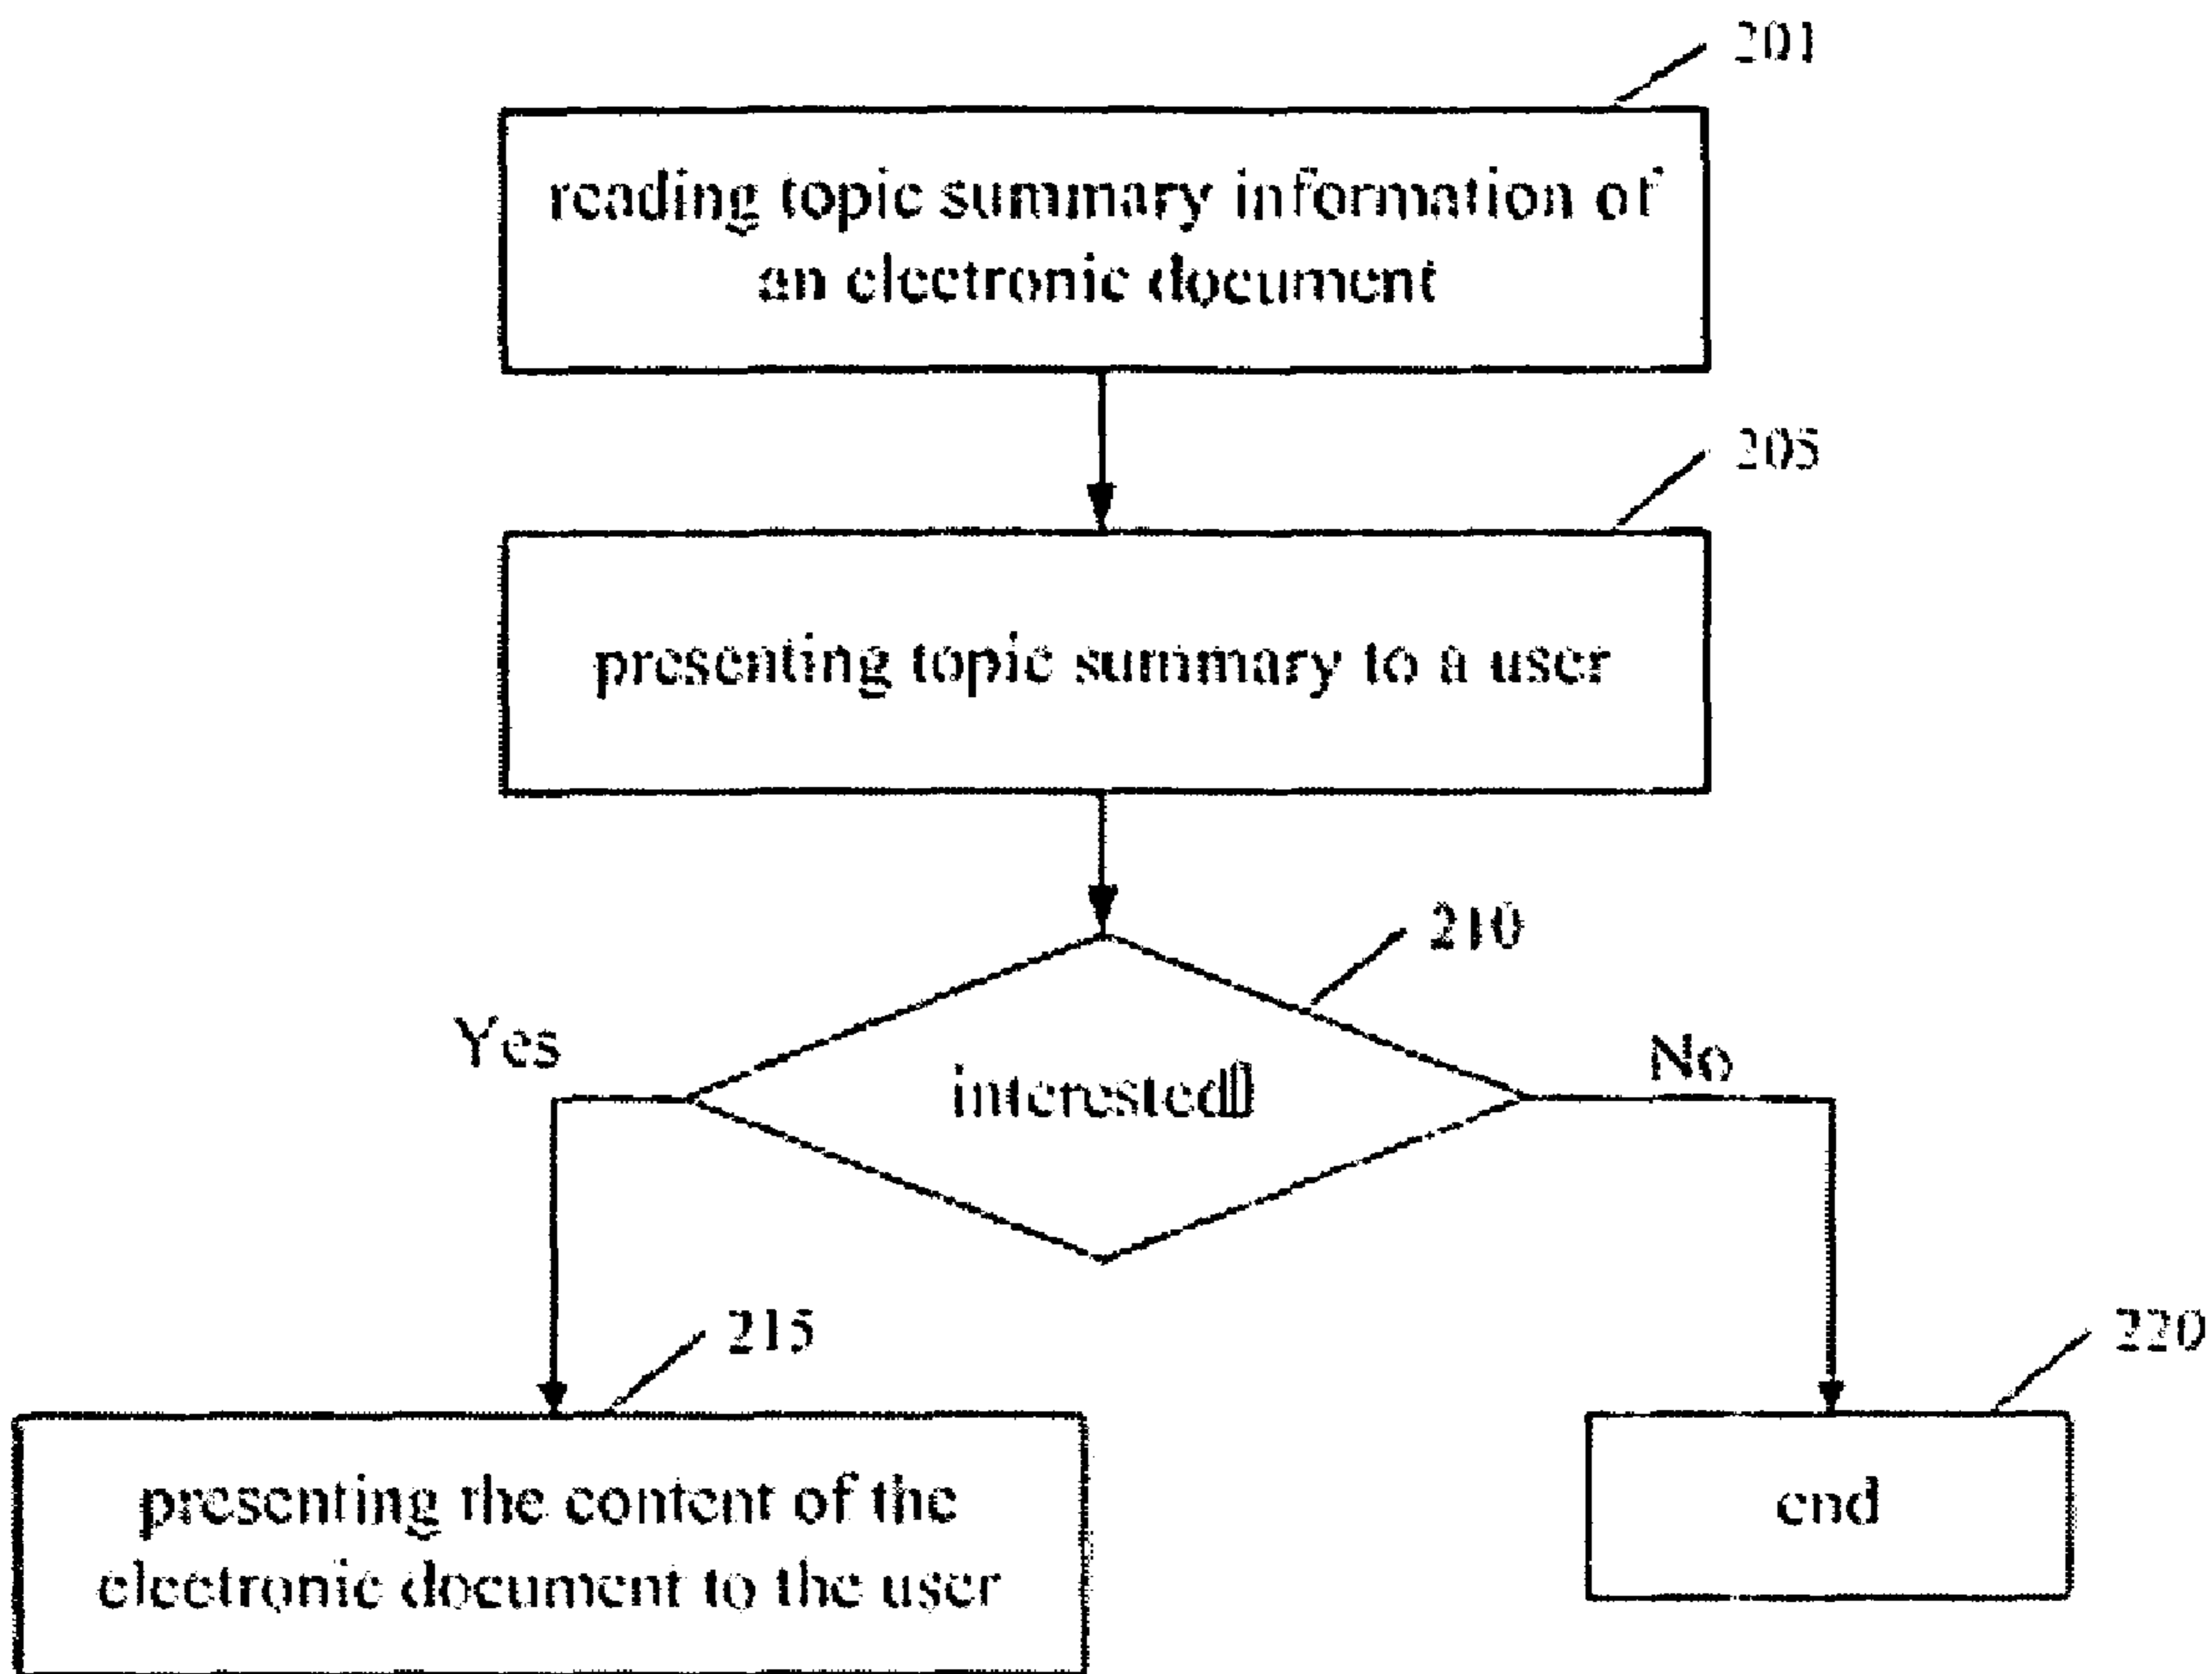 201
reading topic summary information of
an electronic document
205
presenting topic summary to a user
210
Yes
interested
No
215
220
presenting the content of the
electronic document to the user
end